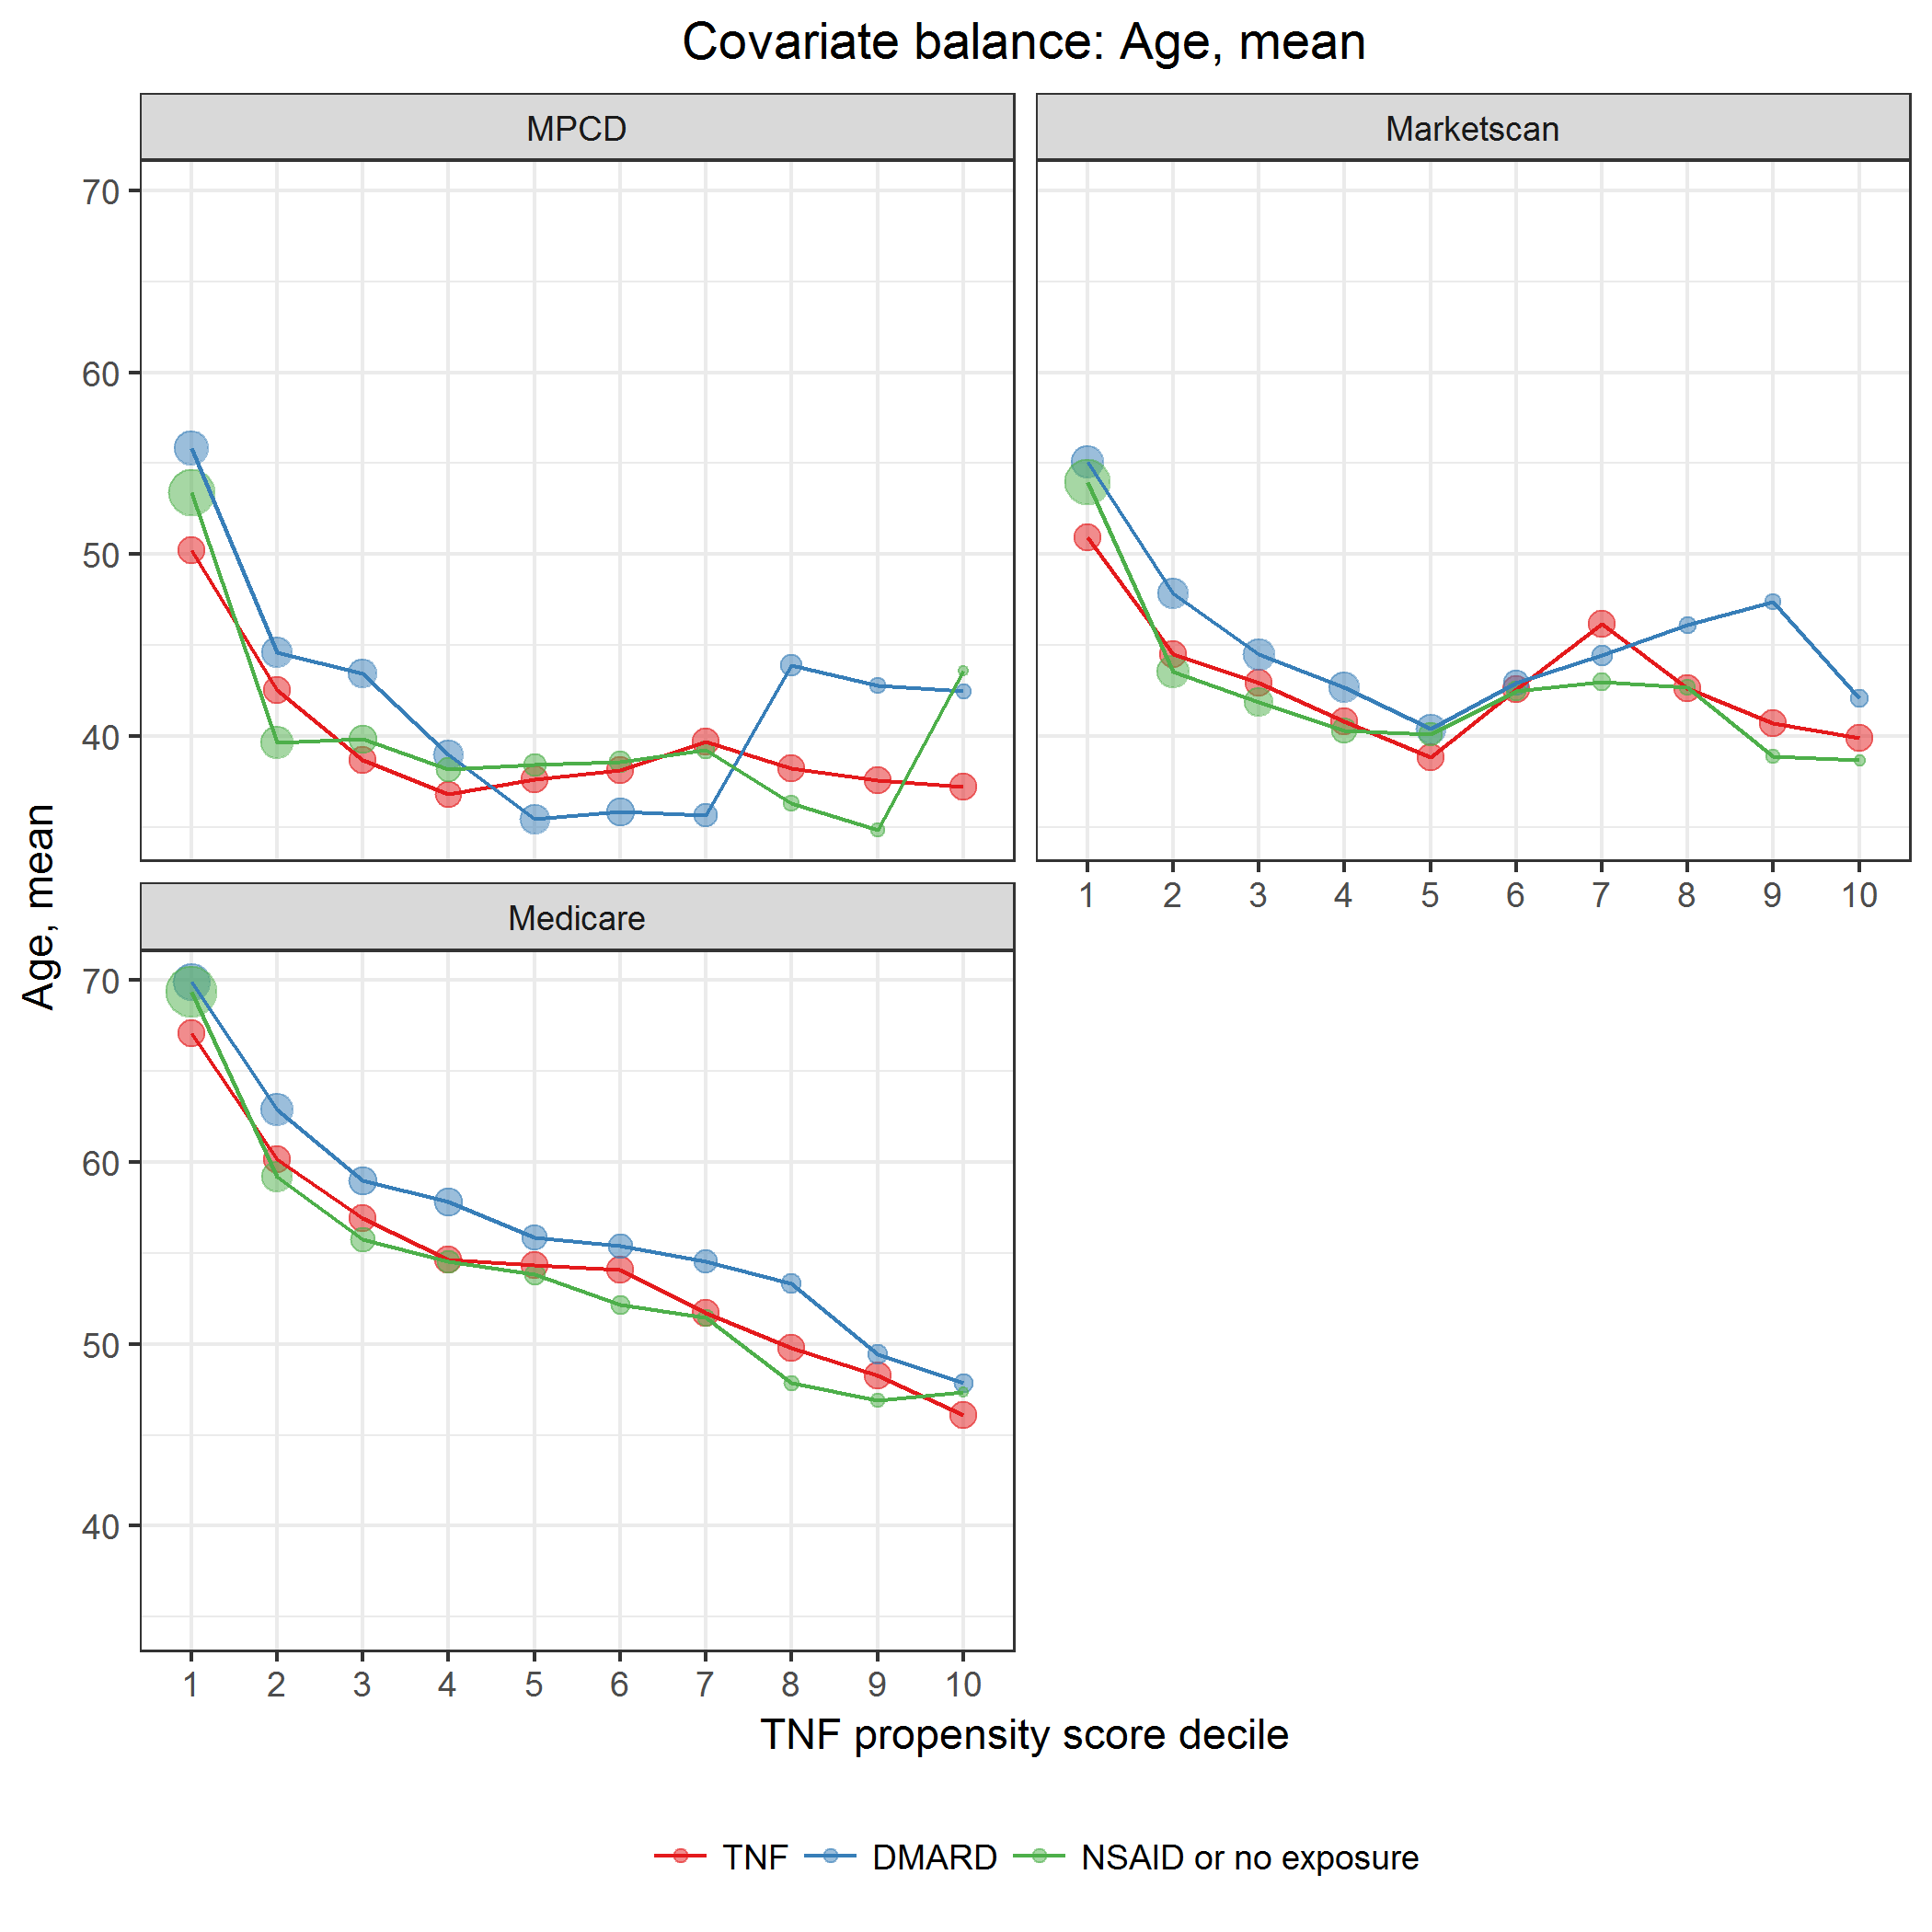 Covariate balance: Age, mean
MPCD
Marketscan
70
60
50
40
1 2 3 4 5 6 7 8 9 10
Medicare
70
60
50
40
1 2 3 4 5 6 7 8 9 10
Age, mean
TNF propensity score decile
TNF DMARD NSAID or no exposure